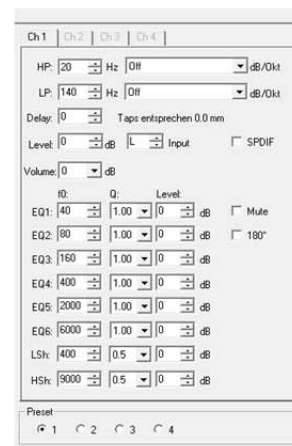 Ch 1 Ch 2 Ch 3 Ch 4
HP: 20 Hz Off dB/Okt
LP: 140 Hz Off dB/Okt
Delay: 0 Taps entsprechen 0.0 mm
Level: 0 dB L Input SPDIF
Volume: 0 dB
f0: Q: Level:
EQ1: 40 1.00 0 dB Mute
EQ2: 80 1.00 0 dB 180°
EQ3: 160 1.00 0 dB
EQ4: 400 1.00 0 dB
EQ5: 2000 1.00 0 dB
EQ6: 6000 1.00 0 dB
LSh: 400 0.5 0 dB
HSh: 9000 0.5 0 dB
Preset
1 2 3 4